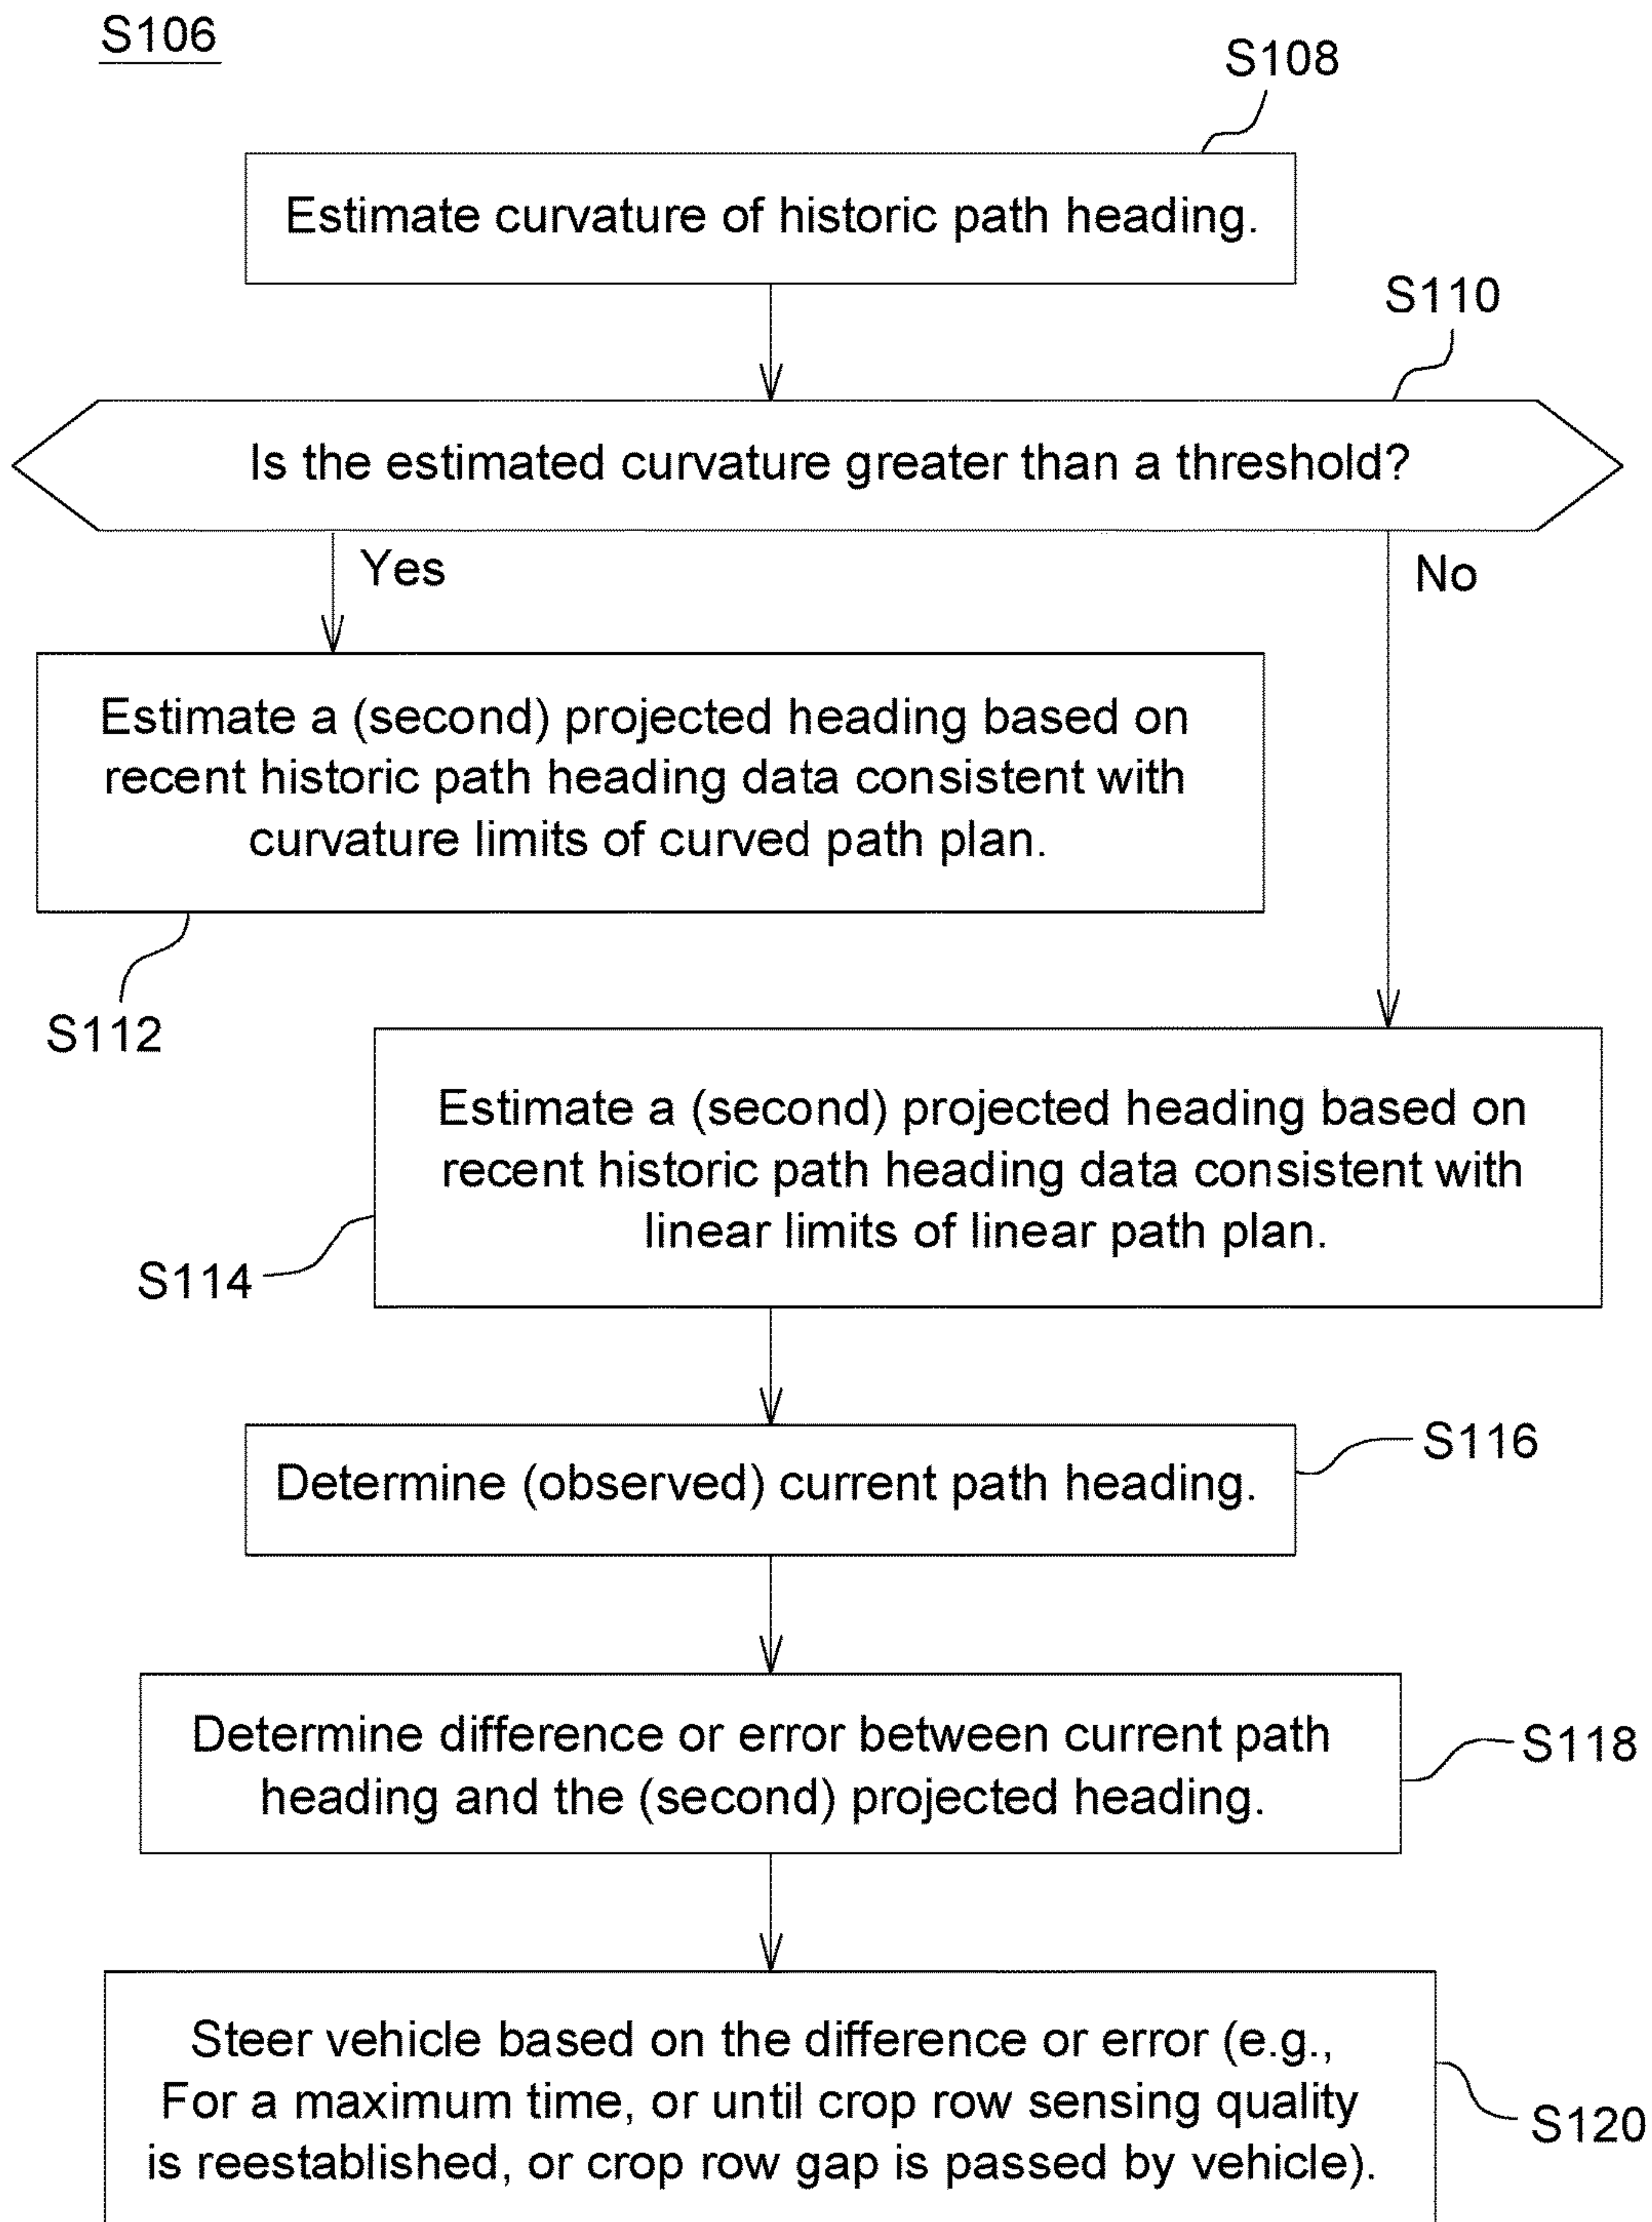 S106
S108
Estimate curvature of historic path heading.
S110
Is the estimated curvature greater than a threshold?
Yes
No
Estimate a (second) projected heading based on
recent historic path heading data consistent with
curvature limits of curved path plan.
S112
Estimate a (second) projected heading based on
recent historic path heading data consistent with
linear limits of linear path plan.
S114
Determine (observed) current path heading.
S116
Determine difference or error between current path
heading and the (second) projected heading.
S118
Steer vehicle based on the difference or error (e.g.,
For a maximum time, or until crop row sensing quality
is reestablished, or crop row gap is passed by vehicle).
S120